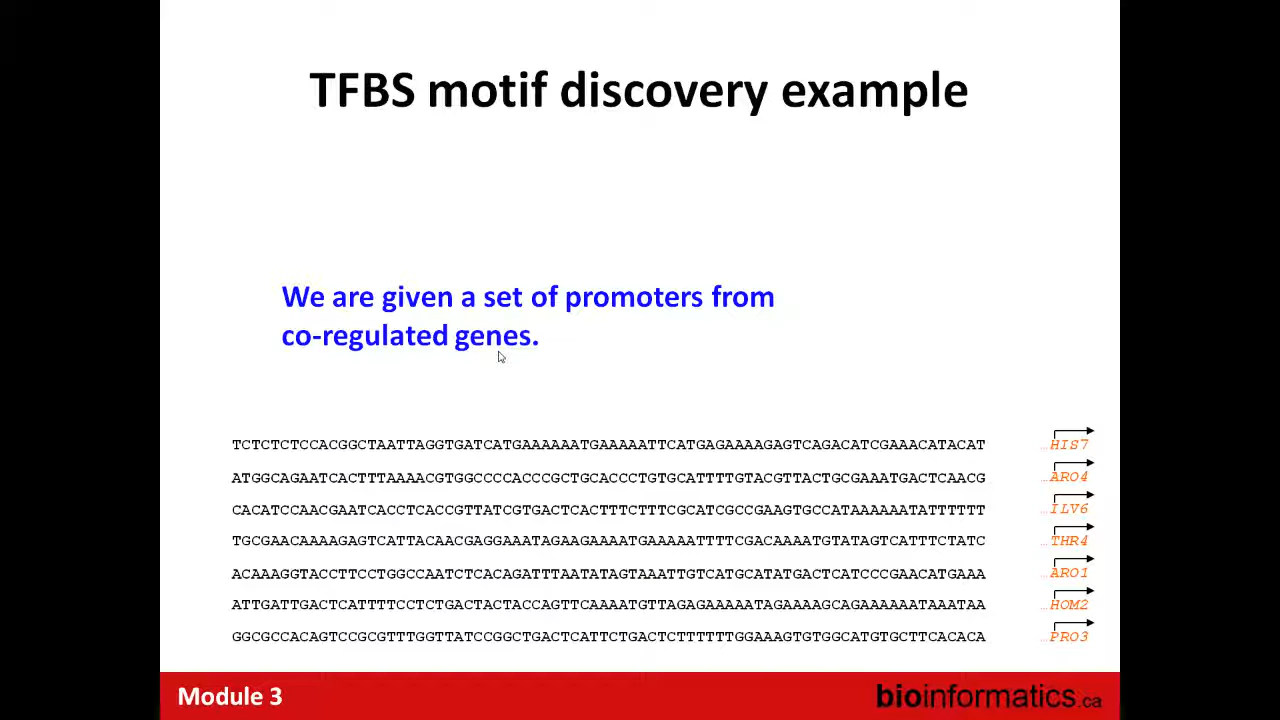 TFBS motif discovery example
We are given a set of promoters from
co-regulated genes.
TCTCTCTCCACGGCTAATTAGGTGATCATGAAAAAATGAAAAATTCATGAGAAAAGAGTCAGACATCGAAACATACAT …HIS7
ATGGCAGAATCACTTTAAAACGTGGCCCCACCCGCTGCACCCTGTGCATTTTGTACGTTACTGCGAAATGACTCAACG …ARO4
CACATCCAACGAATCACCTCACCGTTATCGTGACTCACTTTCTTTCGCATCGCCGAAGTGCCATAAAAAATATTTTTT …ILV6
TGCGAACAAAAGAGTCATTACAACGAGGAAATAGAAGAAAATGAAAAATTTTCGACAAAATGTATAGTCATTTCTATC …THR4
ACAAAGGTACCTTCCTGGCCAATCTCACAGATTTAATATAGTAAATTGTCATGCATATGACTCATCCCGAACATGAAA …ARO1
ATTGATTGACTCATTTTCCTCTGACTACTACCAGTTCAAAATGTTAGAGAAAAATAGAAAAGCAGAAAAAATAAATAA …HOM2
GGCGCCACAGTCCGCGTTTGGTTATCCGGCTGACTCATTCTGACTCTTTTTTGGAAAGTGTGGCATGTGCTTCACACA …PRO3
Module 3
bioinformatics.ca